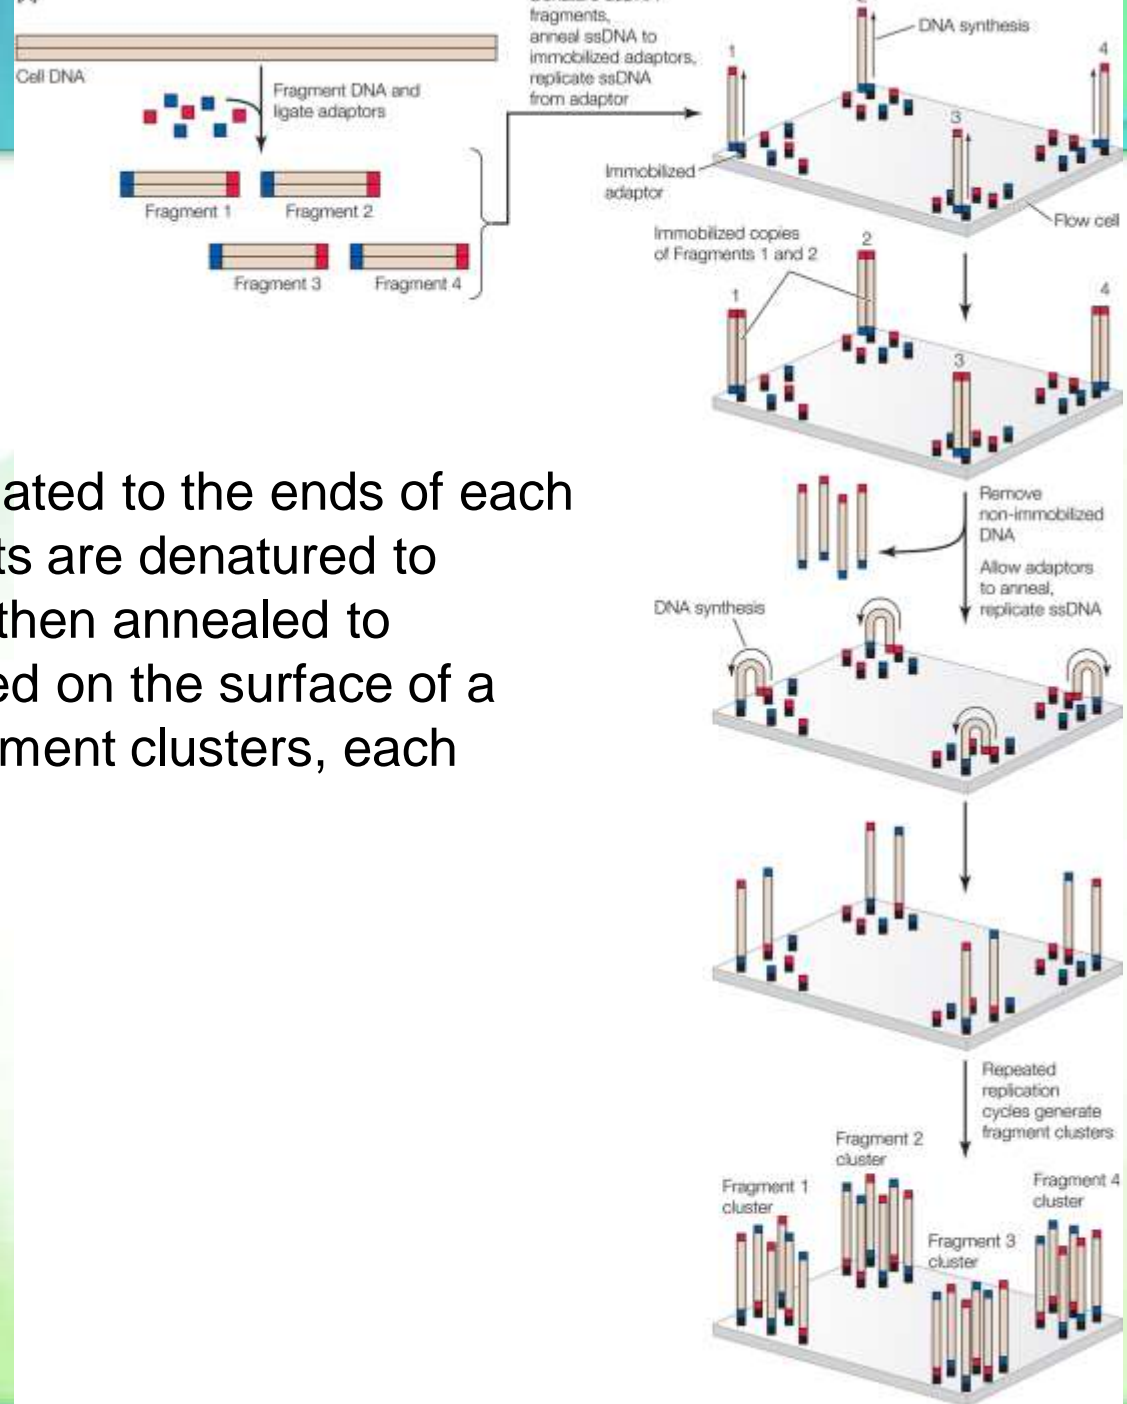 Cell DNA
Fragment DNA and
ligate adaptors
Fragment 1
Fragment 2
Fragment 3
Fragment 4
fragments,
anneal ssDNA to
immobilized adaptors,
replicate ssDNA
from adaptor
DNA synthesis
1
3
4
Immobilized
adaptor
Flow cell
Immobilized copies
of Fragments 1 and 2
1
2
3
4
ated to the ends of each
ts are denatured to
then annealed to
ed on the surface of a
ment clusters, each
Remove
non-immobilized
DNA
Allow adaptors
to anneal,
replicate ssDNA
DNA synthesis
Repeated
replication
cycles generate
fragment clusters
Fragment 1
cluster
Fragment 2
cluster
Fragment 3
cluster
Fragment 4
cluster